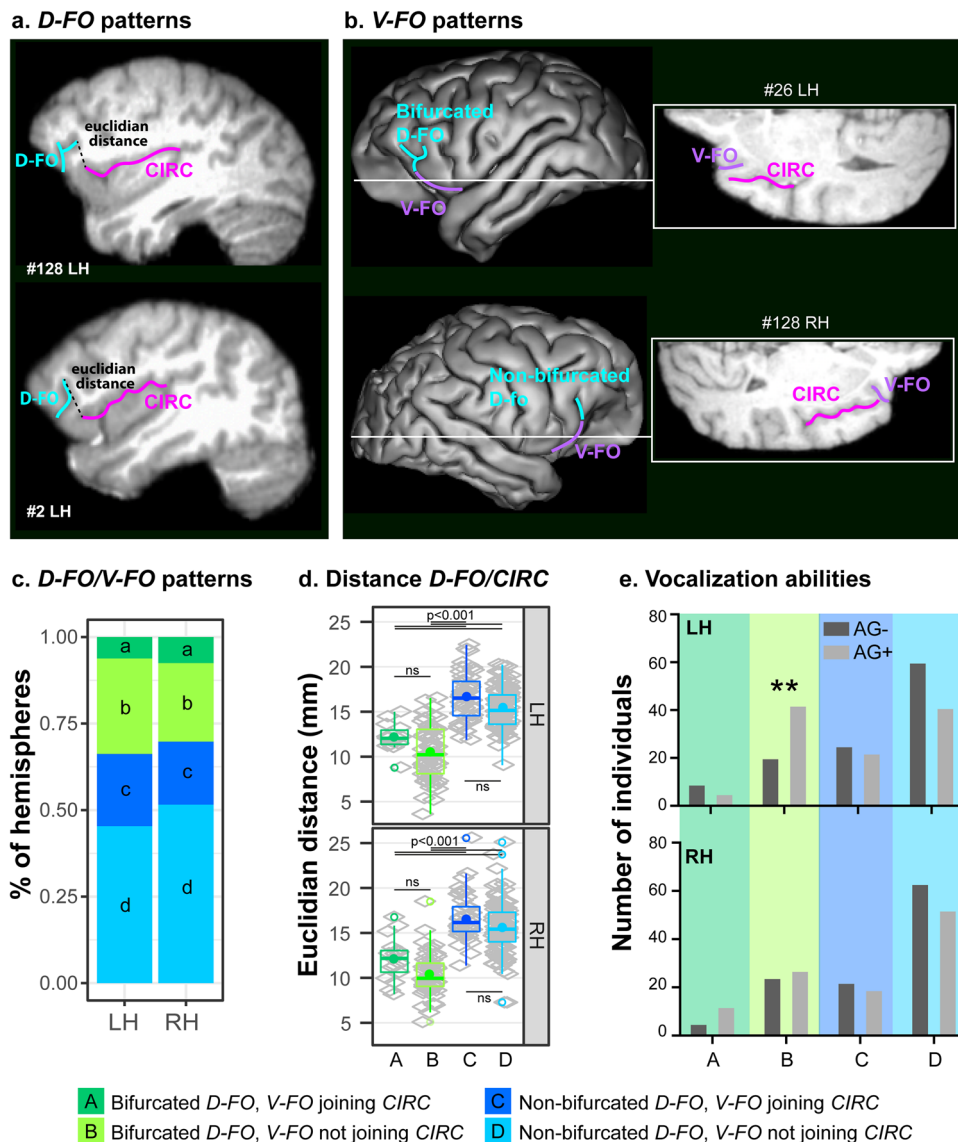 a. D-FO patterns
euclidian
distance
D-FO
CIRC
#128 LH
euclidian
distance
D-FO
CIRC
#2 LH
b. V-FO patterns
Bifurcated
D-FO
V-FO
#26 LH
V-FO
CIRC
Non-bifurcated
D-fo
V-FO
#128 RH
CIRC
V-FO
c. D-FO/V-FO patterns
% of hemispheres
1.00
0.75
0.50
0.25
0.00
a
b
c
d
a
b
c
d
LH
RH
d. Distance D-FO/CIRC
Euclidian distance (mm)
25
20
15
10
5
p<0.001
ns
ns
LH
25
20
15
10
5
p<0.001
ns
ns
RH
A
B
C
D
e. Vocalization abilities
Number of individuals
80
60
40
20
0
LH
**
AG-
AG+
80
60
40
20
0
RH
A
B
C
D
A Bifurcated D-FO, V-FO joining CIRC
B Bifurcated D-FO, V-FO not joining CIRC
C Non-bifurcated D-FO, V-FO joining CIRC
D Non-bifurcated D-FO, V-FO not joining CIRC